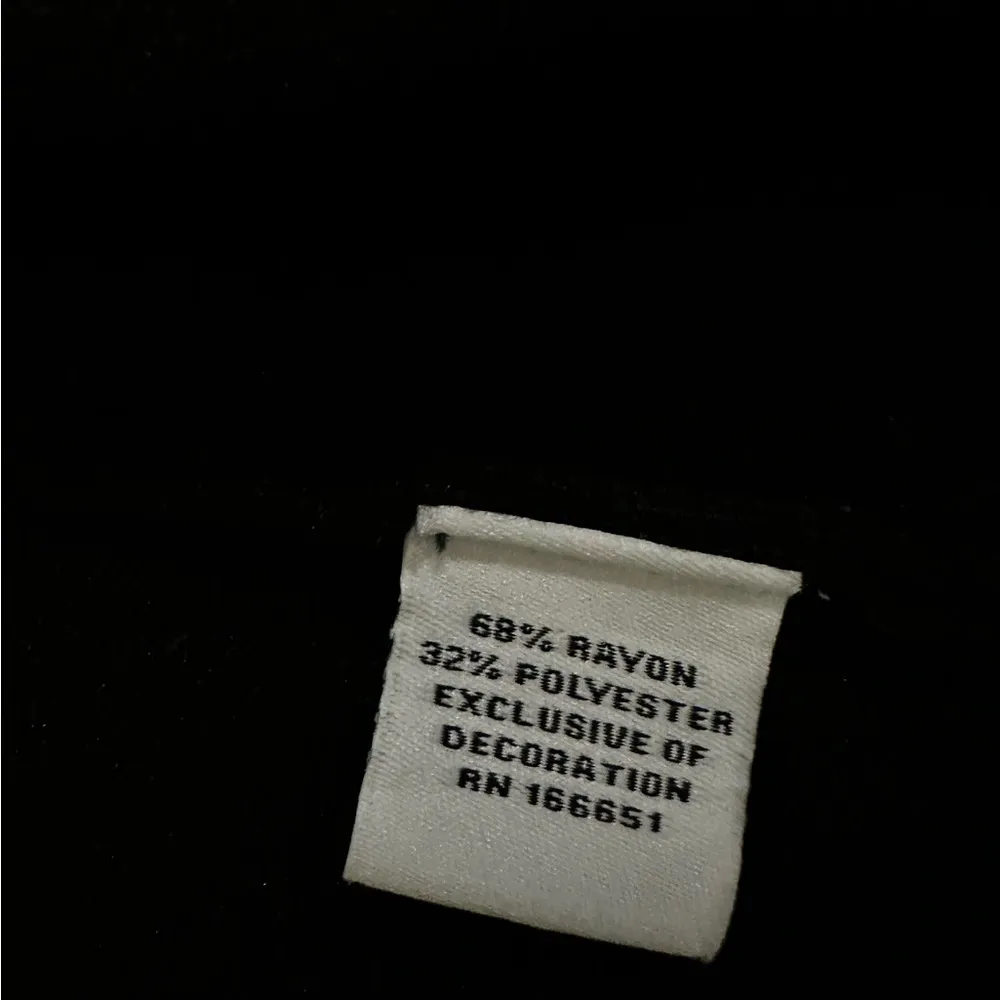 68% RAYON
32% POLYESTER
EXCLUSIVE OF
DECORATION
RN 166651